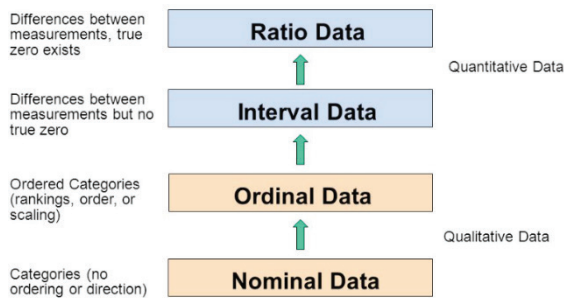 Differences between
measurements, true
zero exists
Ratio Data
Quantitative Data
Differences between
measurements but no
true zero
Interval Data
Ordered Categories
(rankings, order, or
scaling)
Ordinal Data
Qualitative Data
Categories (no
ordering or direction)
Nominal Data